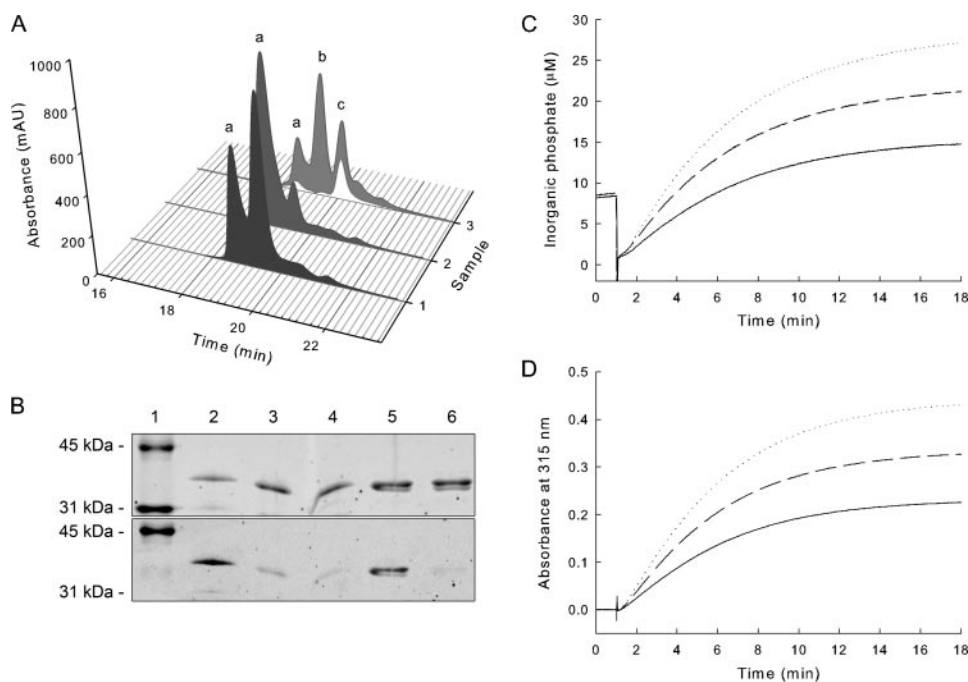 A
a
b
a
a
c
1000
800
600
400
200
0
Absorbance (mAU)
16
18
20
22
Time (min)
1
2
3
Sample
B
1 2 3 4 5 6
45 kDa -
31 kDa -
45 kDa -
31 kDa -
C
30
25
20
15
10
5
0
Inorganic phosphate (μM)
0 2 4 6 8 10 12 14 16 18
Time (min)
D
0.5
0.4
0.3
0.2
0.1
0.0
Absorbance at 315 nm
0 2 4 6 8 10 12 14 16 18
Time (min)